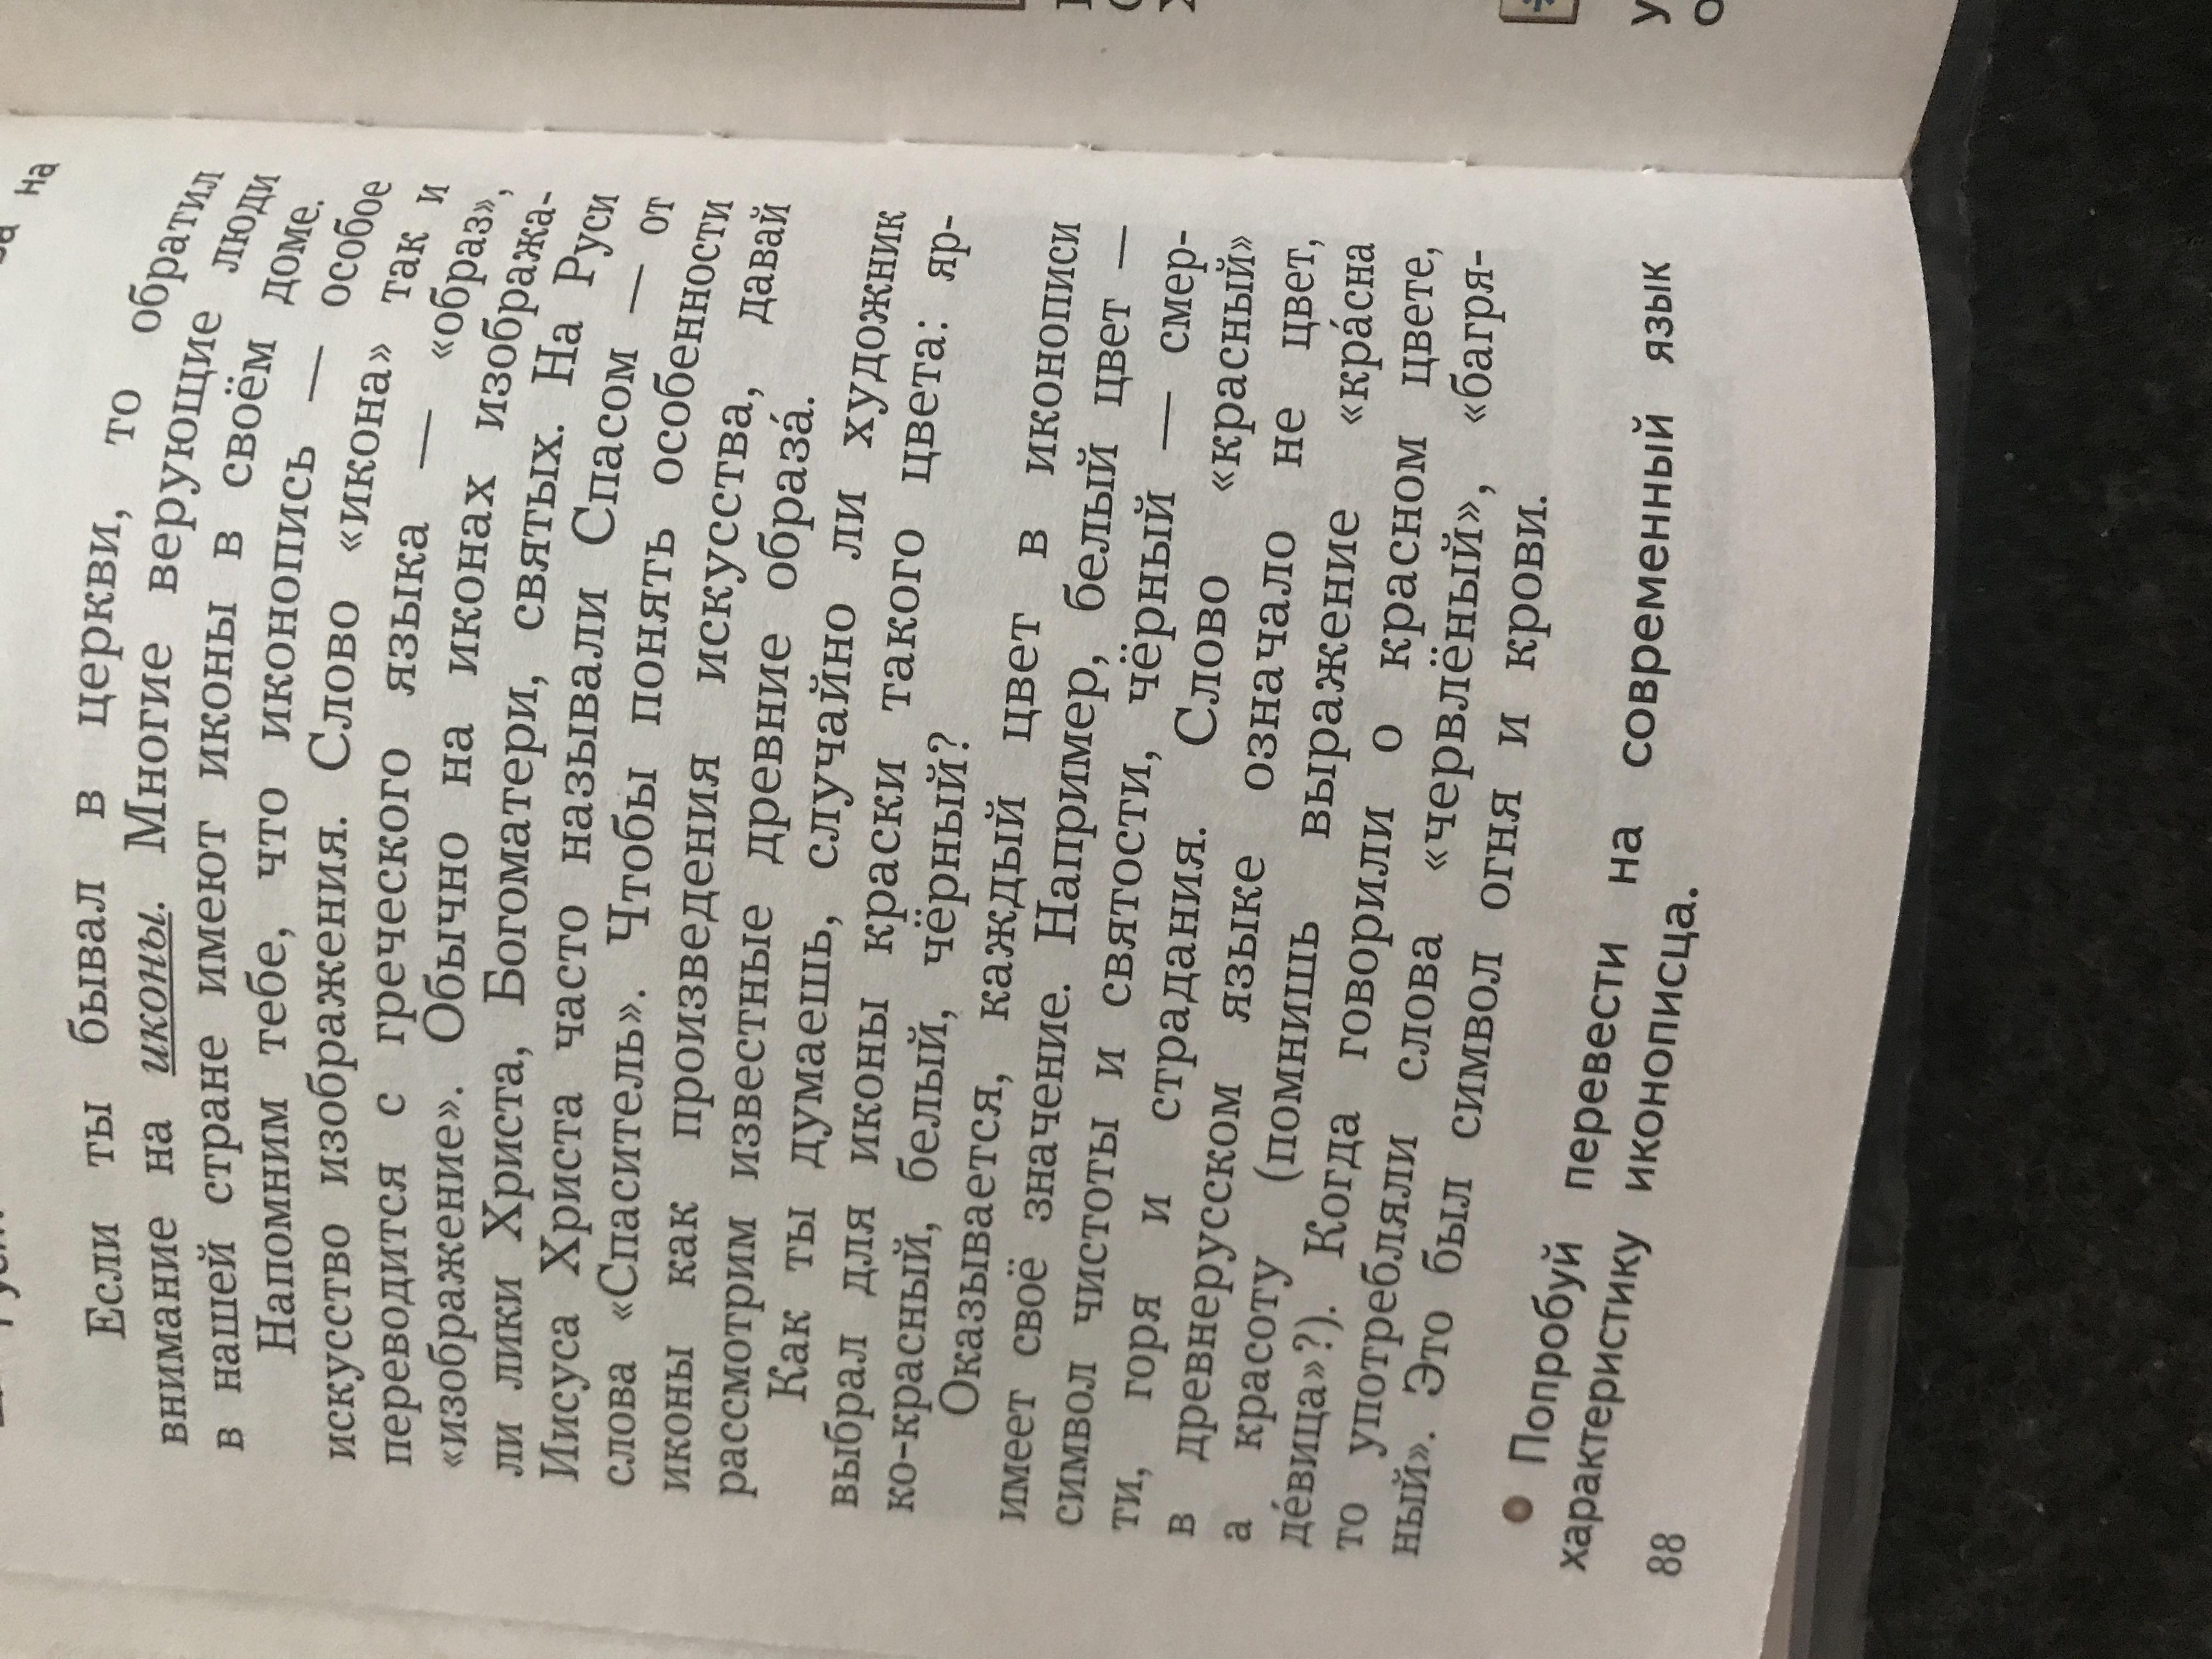 на
Если ты бывал в церкви, то обратил
внимание на иконы. Многие верующие люди
в нашей стране имеют иконы в своём доме.
Напомним тебе, что иконопись — особое
искусство изображения. Слово «икона» так и
переводится с греческого языка — «образ»,
«изображение». Обычно на иконах изобража-
ли лики Христа, Богоматери, святых. На Руси
Иисуса Христа часто называли Спасом — от
слова «Спаситель». Чтобы понять особенности
иконы как произведения искусства, давай
рассмотрим известные древние образа́.
Как ты думаешь, случайно ли художник
выбрал для иконы краски такого цвета: яр-
ко-красный, белый, чёрный?
Оказывается, каждый цвет в иконописи
имеет своё значение. Например, белый цвет —
символ чистоты и святости, чёрный — смер-
ти, горя и страдания. Слово «красный»
в древнерусском языке означало не цвет,
а красоту (помнишь выражение «кра́сна
де́вица»?). Когда говорили о красном цвете,
то употребляли слова «червлёный», «багря-
ный». Это был символ огня и крови.
Попробуй перевести на современный язык
характеристику иконописца.
88